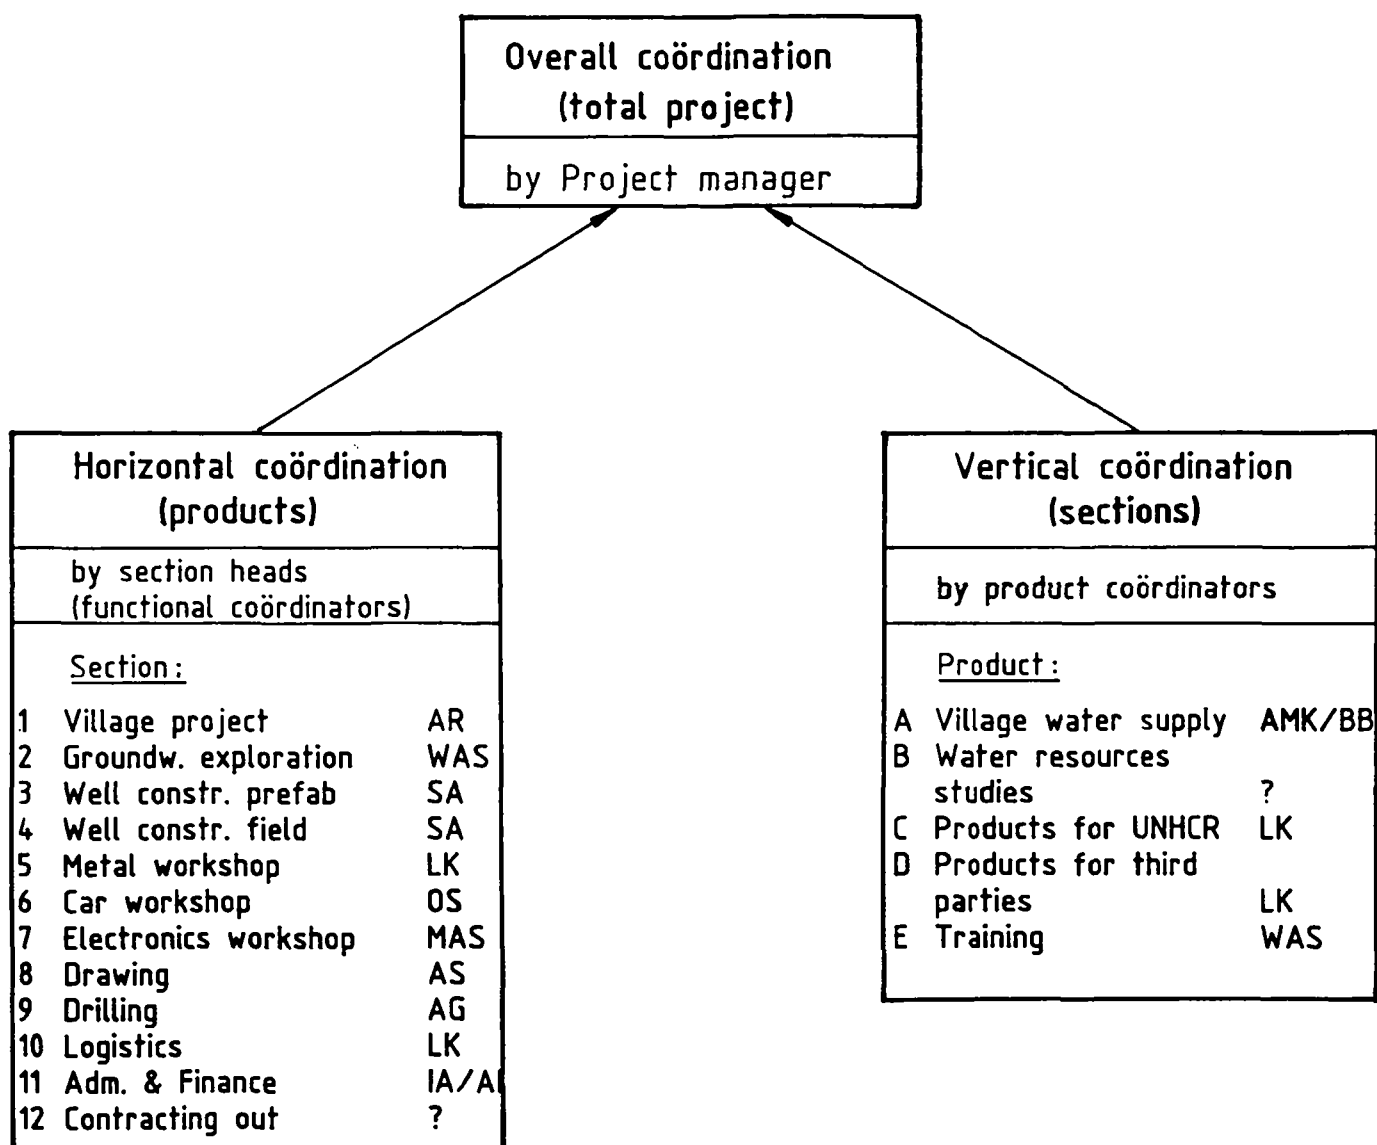 Overall coördination
(total project)
by Project manager
Horizontal coördination
(products)
by section heads
(functional coördinators)
Section:
1 Village project AR
2 Groundw. exploration WAS
3 Well constr. prefab SA
4 Well constr. field SA
5 Metal workshop LK
6 Car workshop OS
7 Electronics workshop MAS
8 Drawing AS
9 Drilling AG
10 Logistics LK
11 Adm. & Finance IA/A
12 Contracting out ?
Vertical coördination
(sections)
by product coördinators
Product:
A Village water supply AMK/BB
B Water resources
studies ?
C Products for UNHCR LK
D Products for third
parties LK
E Training WAS